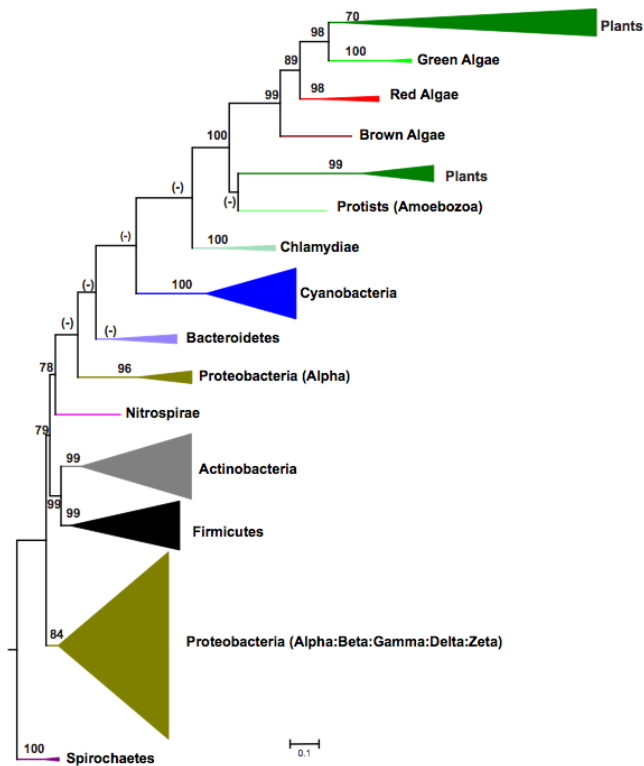 70
Plants
98
100
Green Algae
89
98
Red Algae
99
Brown Algae
100
99
Plants
(-)
Protists (Amoebozoa)
(-)
100
Chlamydiae
(-)
100
Cyanobacteria
(-)
(-)
Bacteroidetes
(-)
96
Proteobacteria (Alpha)
78
Nitrospirae
79
99
Actinobacteria
99
99
Firmicutes
84
Proteobacteria (Alpha:Beta:Gamma:Delta:Zeta)
0.1
100
Spirochaetes